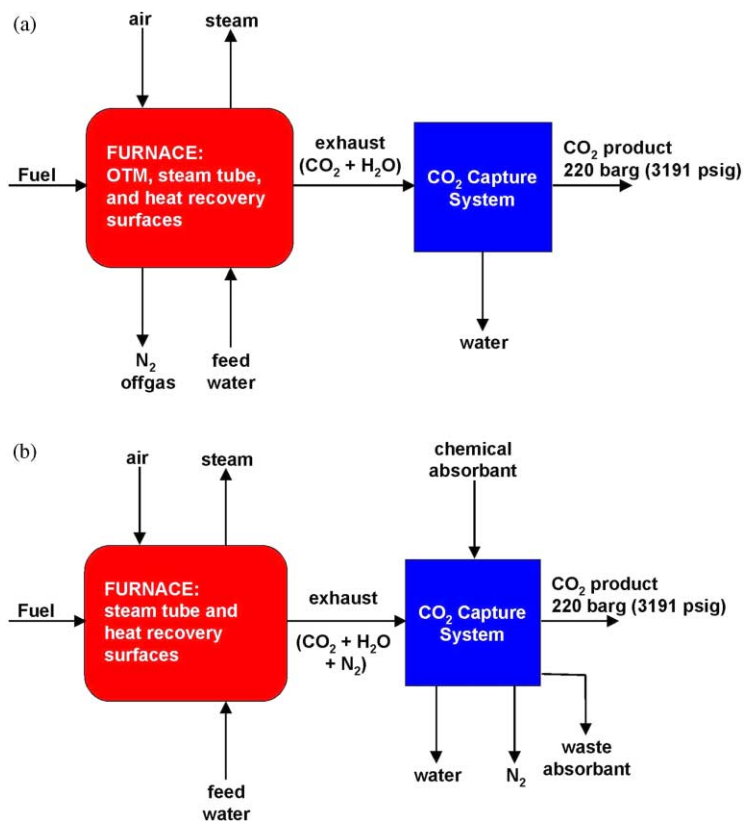 (a)
air
steam
Fuel
FURNACE:
OTM, steam tube,
and heat recovery
surfaces
exhaust
(CO₂ + H₂O)
CO₂ Capture
System
CO₂ product
220 barg (3191 psig)
N₂
offgas
feed
water
water
(b)
air
steam
chemical
absorbant
Fuel
FURNACE:
steam tube and
heat recovery
surfaces
exhaust
(CO₂ + H₂O
+ N₂)
CO₂ Capture
System
CO₂ product
220 barg (3191 psig)
feed
water
water
N₂
waste
absorbant